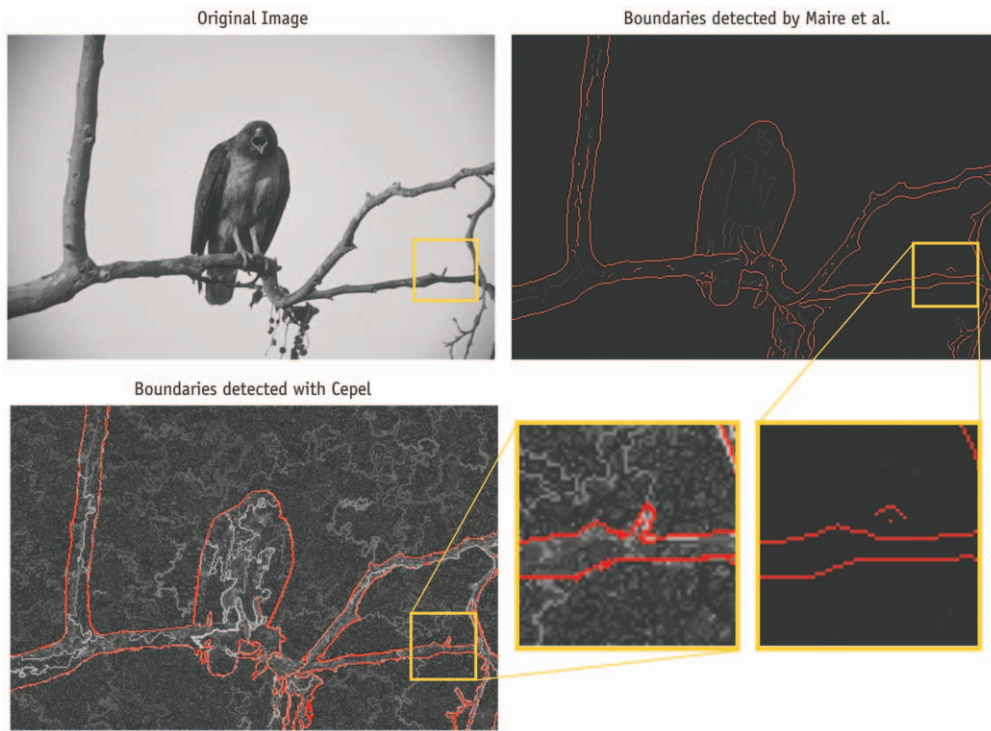 Original Image
Boundaries detected by Maire et al.
Boundaries detected with Cepel